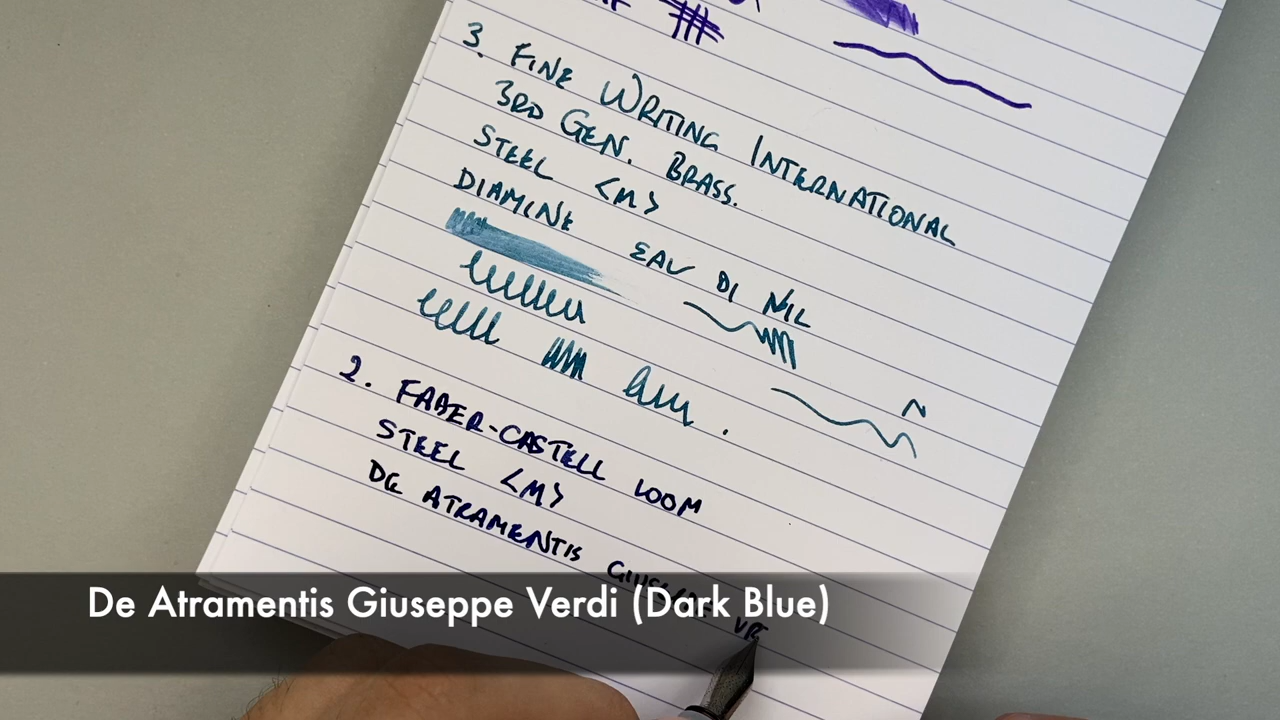 3. FINE WRITING INTERNATIONAL
3RD GEN. BRASS.
STEEL <M>
DIAMINE EAU DI NIL
N
2. FABER-CASTELL LOOM
STEEL <M>
DE ATRAMENTIS
De Atramentis Giuseppe Verdi (Dark Blue)